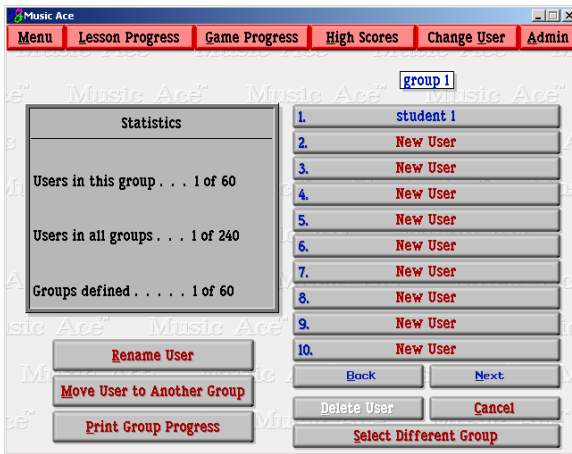 Music Ace
Menu Lesson Progress Game Progress High Scores Change User Admin
group 1
Statistics
Users in this group . . . 1 of 60
Users in all groups . . . 1 of 240
Groups defined . . . . . 1 of 60
1. student 1
2. New User
3. New User
4. New User
5. New User
6. New User
7. New User
8. New User
9. New User
10. New User
Back Next
Rename User
Move User to Another Group
Print Group Progress
Delete User Cancel
Select Different Group